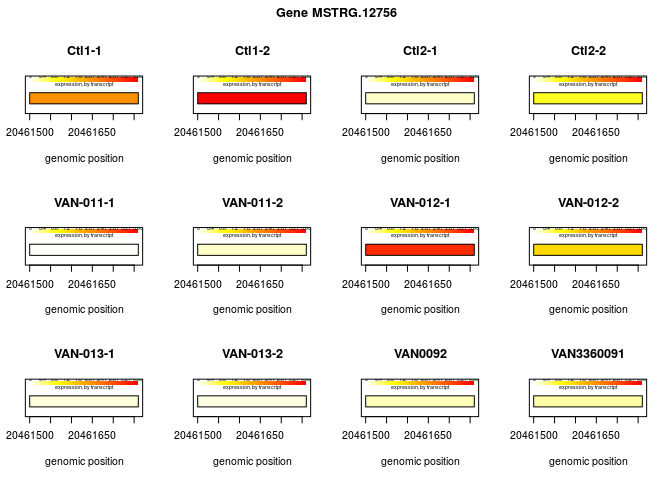 Gene MSTRG.12756
Ctl1-1 Ctl1-2 Ctl2-1 Ctl2-2
expression, by transcript expression, by transcript expression, by transcript expression, by transcript
20461500 20461650 20461500 20461650 20461500 20461650 20461500 20461650
genomic position genomic position genomic position genomic position
VAN-011-1 VAN-011-2 VAN-012-1 VAN-012-2
expression, by transcript expression, by transcript expression, by transcript expression, by transcript
20461500 20461650 20461500 20461650 20461500 20461650 20461500 20461650
genomic position genomic position genomic position genomic position
VAN-013-1 VAN-013-2 VAN0092 VAN3360091
expression, by transcript expression, by transcript expression, by transcript expression, by transcript
20461500 20461650 20461500 20461650 20461500 20461650 20461500 20461650
genomic position genomic position genomic position genomic position